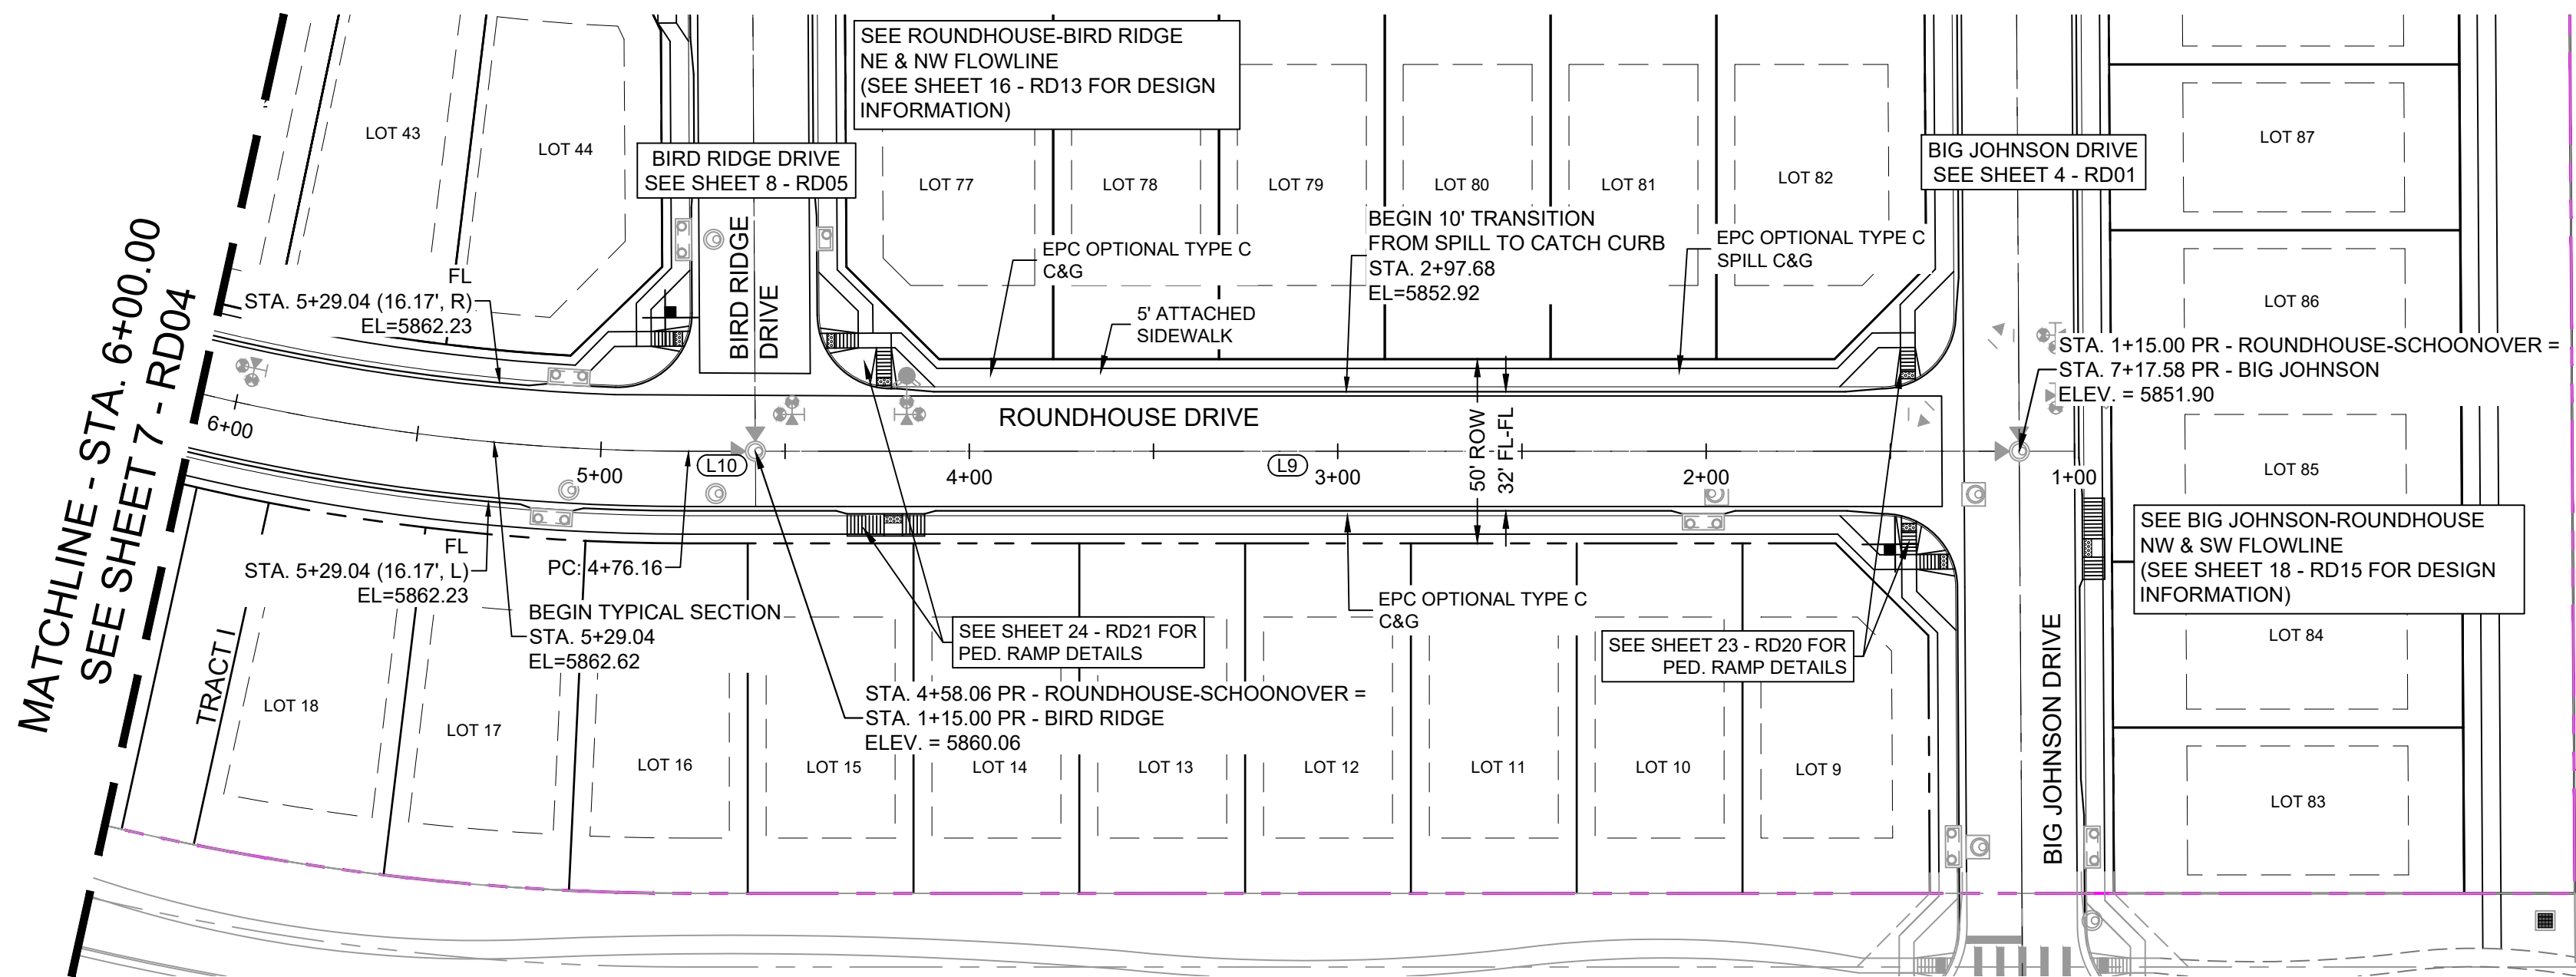 SEE ROUNDHOUSE-BIRD RIDGE
NE & NW FLOWLINE
(SEE SHEET 16 - RD13 FOR DESIGN
INFORMATION)
LOT 43
LOT 44
BIRD RIDGE DRIVE
SEE SHEET 8 - RD05
LOT 77
LOT 78
LOT 79
LOT 80
LOT 81
LOT 82
BIG JOHNSON DRIVE
SEE SHEET 4 - RD01
LOT 87
LOT 86
LOT 85
LOT 84
LOT 83
MATCHLINE - STA. 6+00.00
SEE SHEET 7 - RD04
FL
STA. 5+29.04 (16.17', R)
EL=5862.23
BIRD RIDGE
DRIVE
EPC OPTIONAL TYPE C
C&G
5' ATTACHED
SIDEWALK
BEGIN 10' TRANSITION
FROM SPILL TO CATCH CURB
STA. 2+97.68
EL=5852.92
EPC OPTIONAL TYPE C
SPILL C&G
STA. 1+15.00 PR - ROUNDHOUSE-SCHOONOVER =
STA. 7+17.58 PR - BIG JOHNSON
ELEV. = 5851.90
ROUNDHOUSE DRIVE
50' ROW
32' FL-FL
6+00
5+00
L10
4+00
L9
3+00
2+00
1+00
SEE BIG JOHNSON-ROUNDHOUSE
NW & SW FLOWLINE
(SEE SHEET 18 - RD15 FOR DESIGN
INFORMATION)
FL
STA. 5+29.04 (16.17', L)
EL=5862.23
PC: 4+76.16
BEGIN TYPICAL SECTION
STA. 5+29.04
EL=5862.62
SEE SHEET 24 - RD21 FOR
PED. RAMP DETAILS
EPC OPTIONAL TYPE C
C&G
SEE SHEET 23 - RD20 FOR
PED. RAMP DETAILS
STA. 4+58.06 PR - ROUNDHOUSE-SCHOONOVER =
STA. 1+15.00 PR - BIRD RIDGE
ELEV. = 5860.06
TRACT I
LOT 18
LOT 17
LOT 16
LOT 15
LOT 14
LOT 13
LOT 12
LOT 11
LOT 10
LOT 9
BIG JOHNSON DRIVE